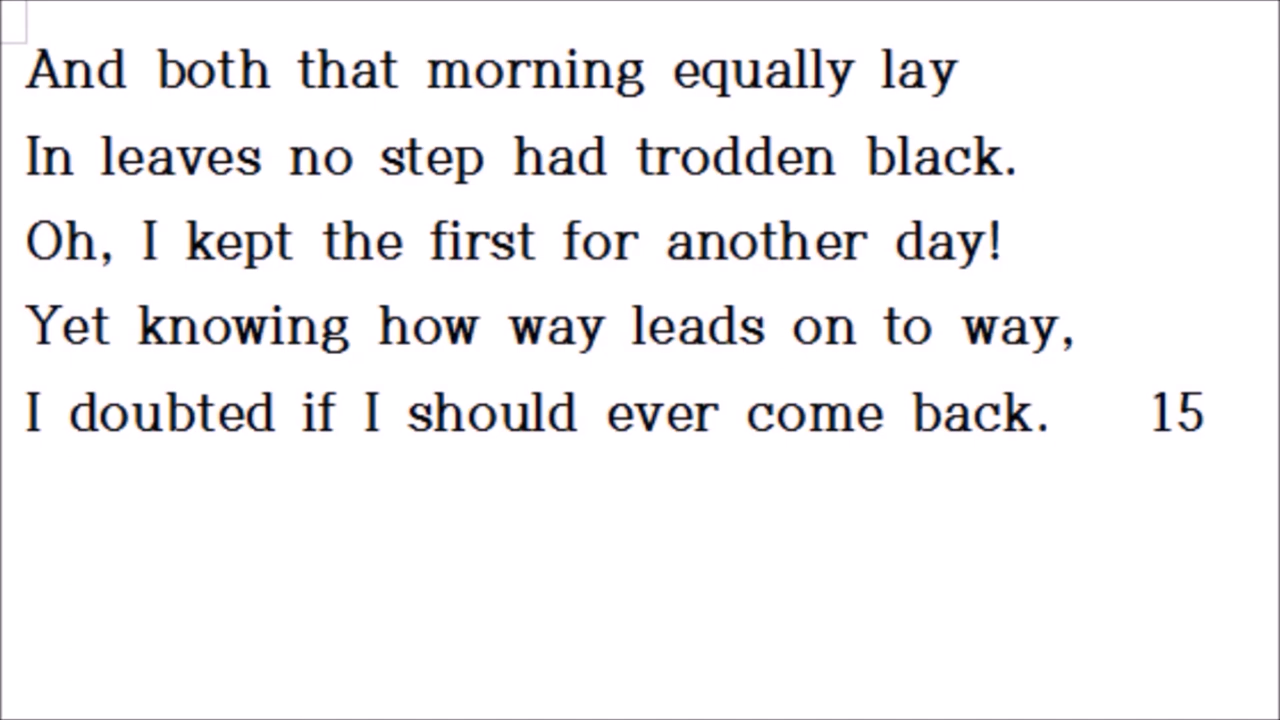 And both that morning equally lay
In leaves no step had trodden black.
Oh, I kept the first for another day!
Yet knowing how way leads on to way,
I doubted if I should ever come back. 15